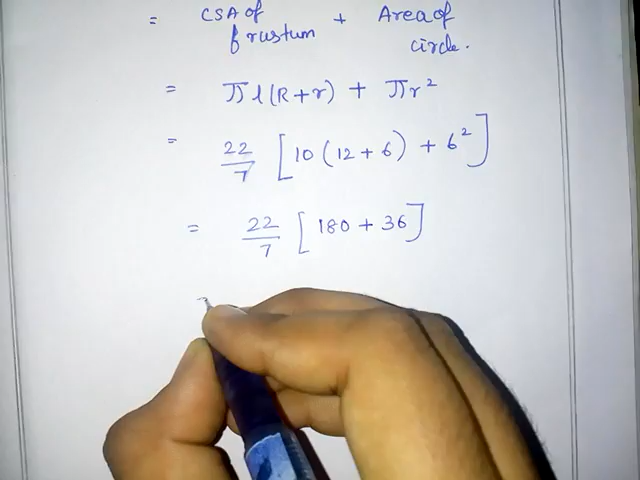 = CSA of frustum + Area of circle.
= πl(R+r) + πr²
= 22/7 [10(12+6) + 6²]
= 22/7 [180 + 36]